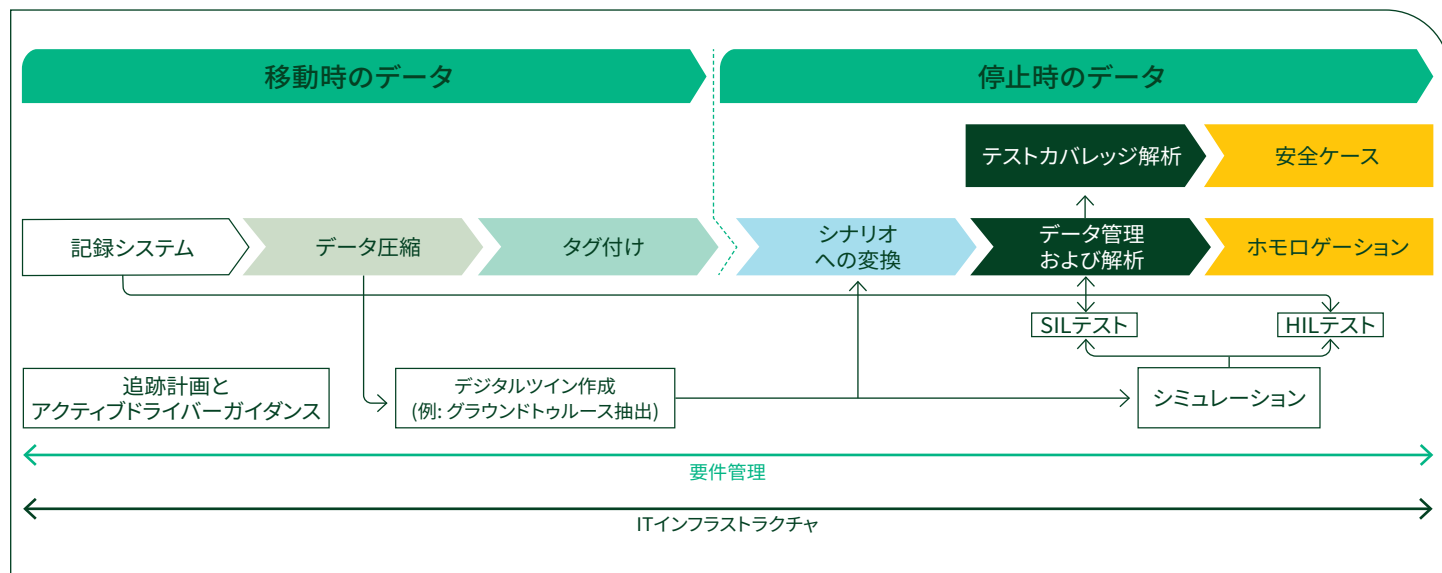 移動時のデータ
停止時のデータ
テストカバレッジ解析
安全ケース
記録システム
データ圧縮
タグ付け
シナリオ
への変換
データ管理
および解析
ホモロゲーション
SILテスト
HILテスト
追跡計画と
アクティブドライバーガイダンス
デジタルツイン作成
(例: グラウンドトゥルース抽出)
シミュレーション
要件管理
ITインフラストラクチャ